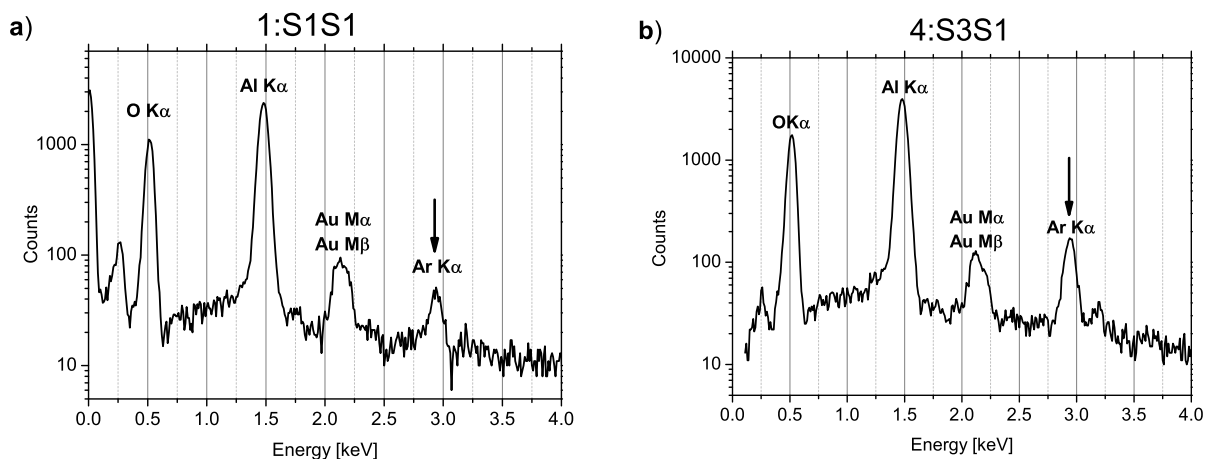 a) 1:S1S1
Counts
1000
100
10
O Kα
Al Kα
Au Mα
Au Mβ
Ar Kα
0.0 0.5 1.0 1.5 2.0 2.5 3.0 3.5 4.0
Energy [keV]
b) 4:S3S1
Counts
10000
1000
100
10
OKα
Al Kα
Au Mα
Au Mβ
Ar Kα
0.0 0.5 1.0 1.5 2.0 2.5 3.0 3.5 4.0
Energy [keV]